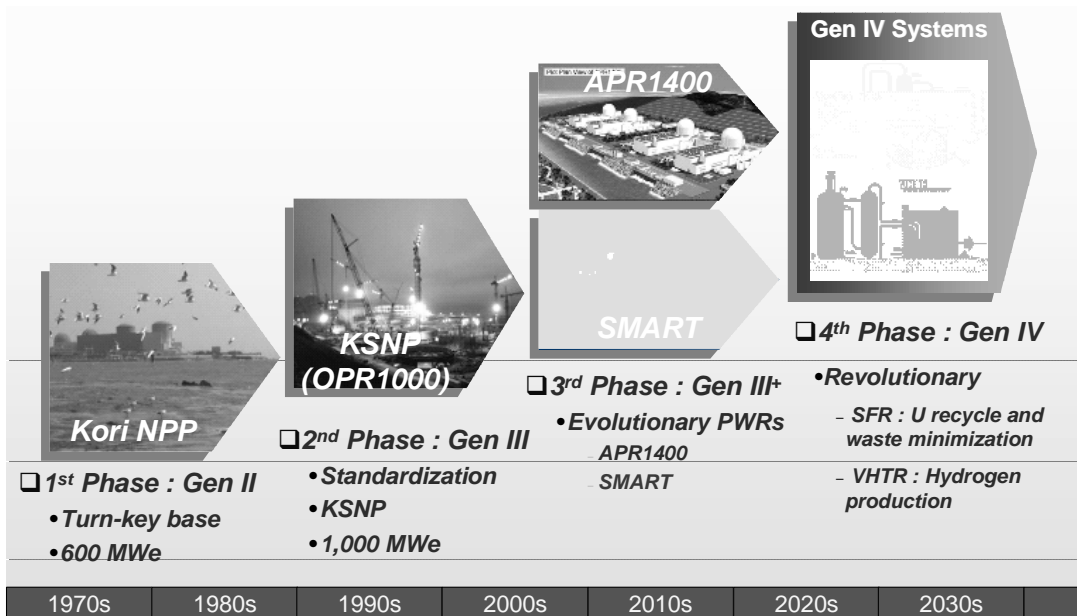 Gen IV Systems
APR1400
SMART
KSNP
(OPR1000)
Kori NPP
❑1st Phase : Gen II
•Turn-key base
•600 MWe
❑2nd Phase : Gen III
•Standardization
•KSNP
•1,000 MWe
❑3rd Phase : Gen III+
•Evolutionary PWRs
- APR1400
- SMART
❑4th Phase : Gen IV
•Revolutionary
– SFR : U recycle and
waste minimization
– VHTR : Hydrogen
production
1970s 1980s 1990s 2000s 2010s 2020s 2030s